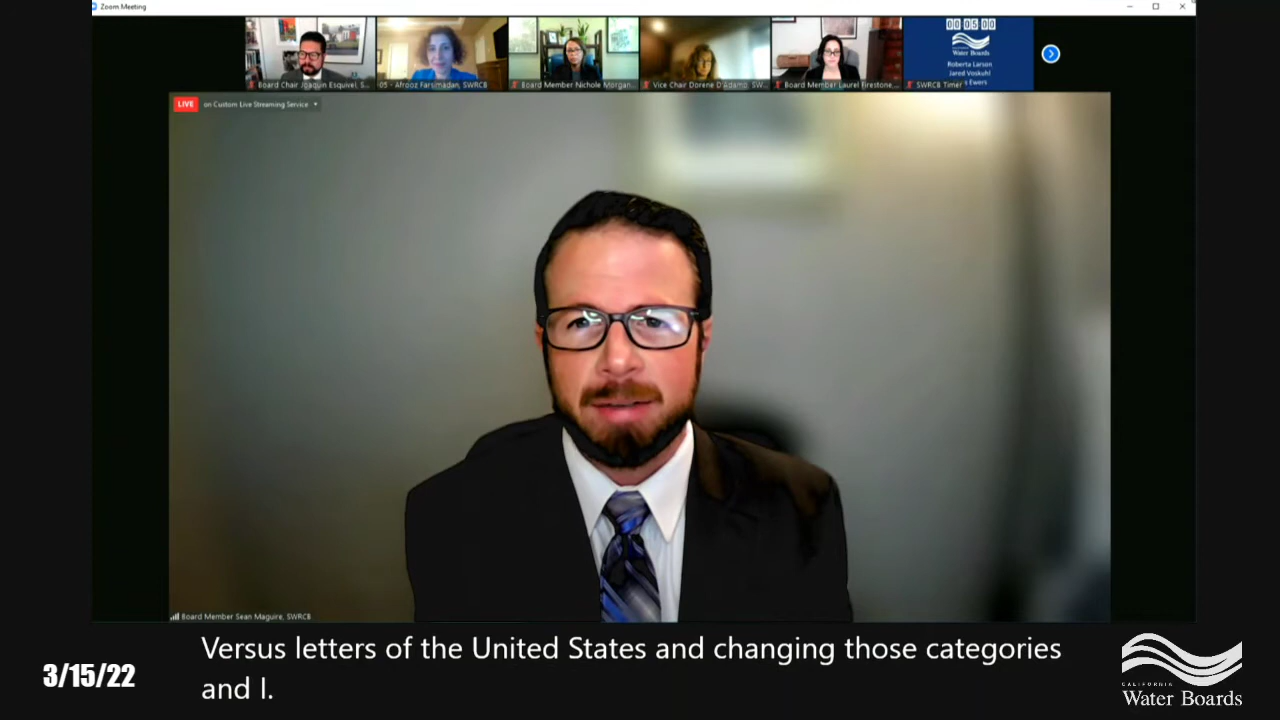 Zoom Meeting
Board Chair Joaquin Esquivel, S...
05 - Afrooz Farsimadan, SWRCB
Board Member Nichole Morgan...
Vice Chair Dorene D'Adamo, SW...
Board Member Laurel Firestone,...
00 05 00
CALIFORNIA
Water Boards
Roberta Larson
Jared Voskuhl
Ewers
SWRCB Timer
LIVE on Custom Live Streaming Service
Board Member Sean Maguire, SWRCB
3/15/22
Versus letters of the United States and changing those categories
and I.
CALIFORNIA
Water Boards